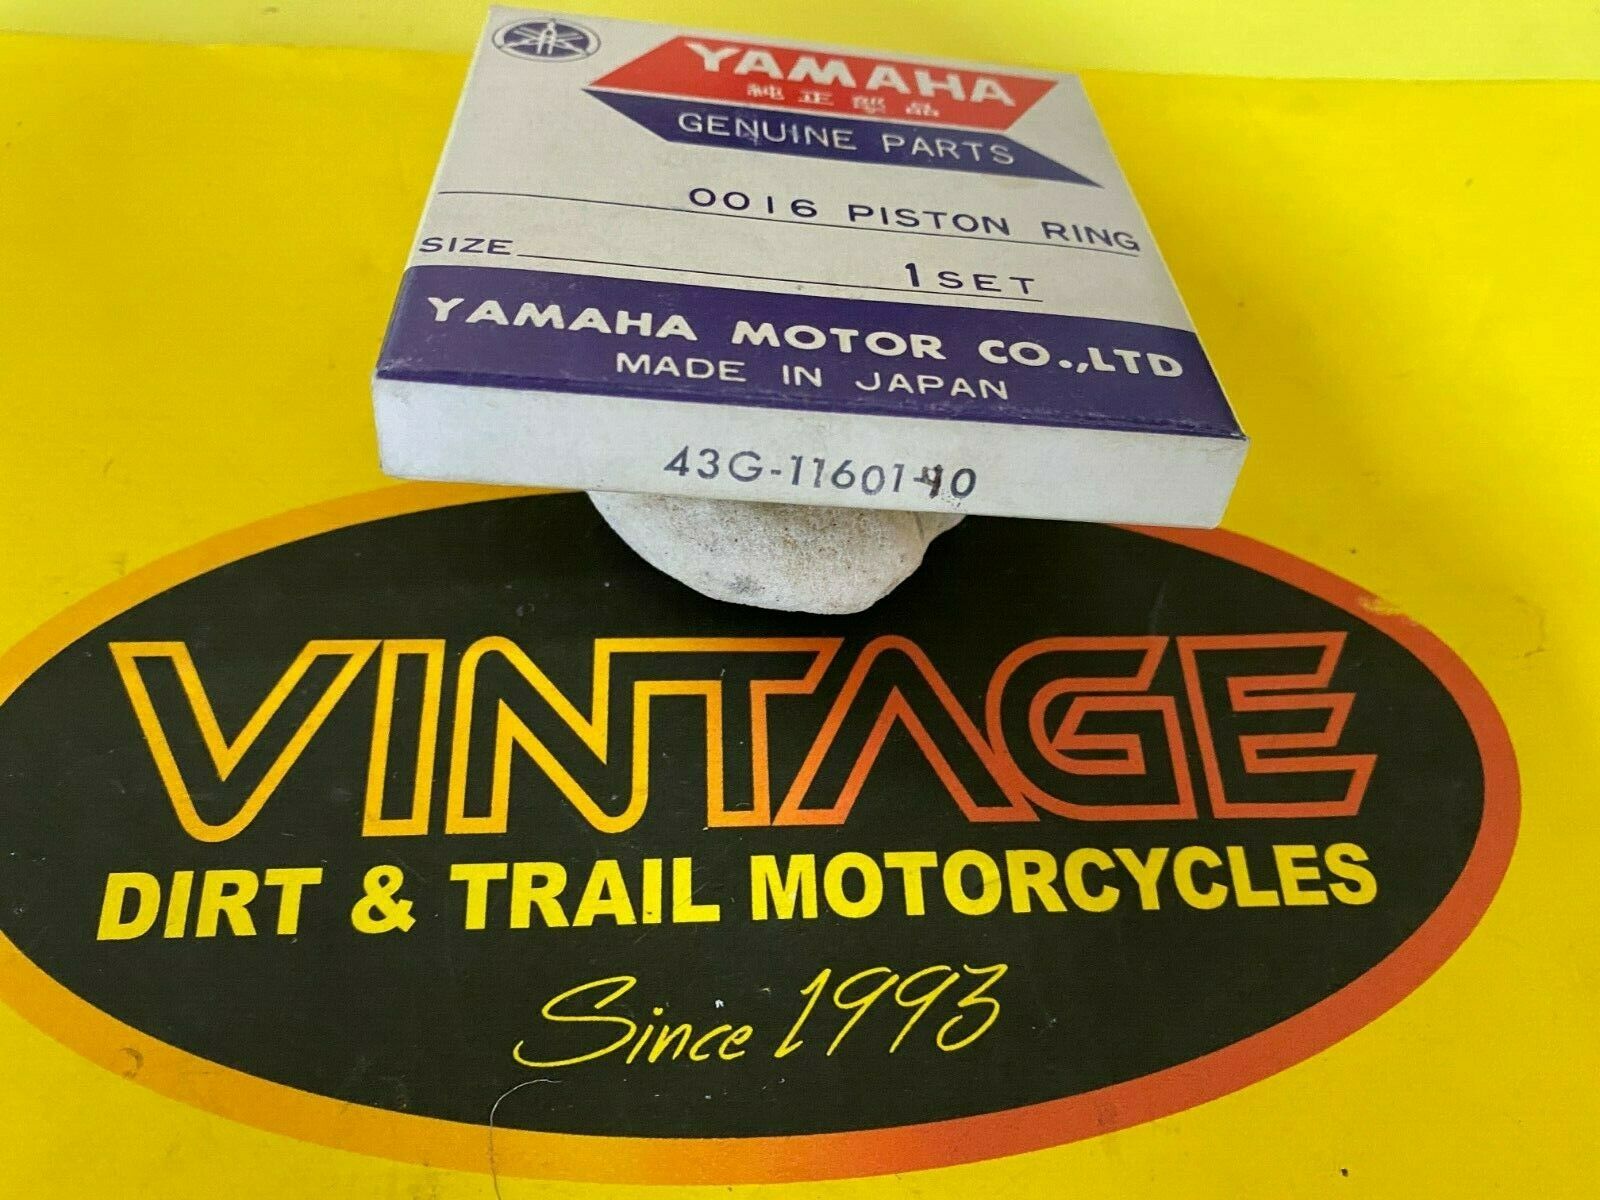 YAMAHA
純正部品
GENUINE PARTS
0016 PISTON RING
SIZE 1 SET
YAMAHA MOTOR CO.,LTD
MADE IN JAPAN
43G-11601-40
VINTAGE
DIRT & TRAIL MOTORCYCLES
Since 1993